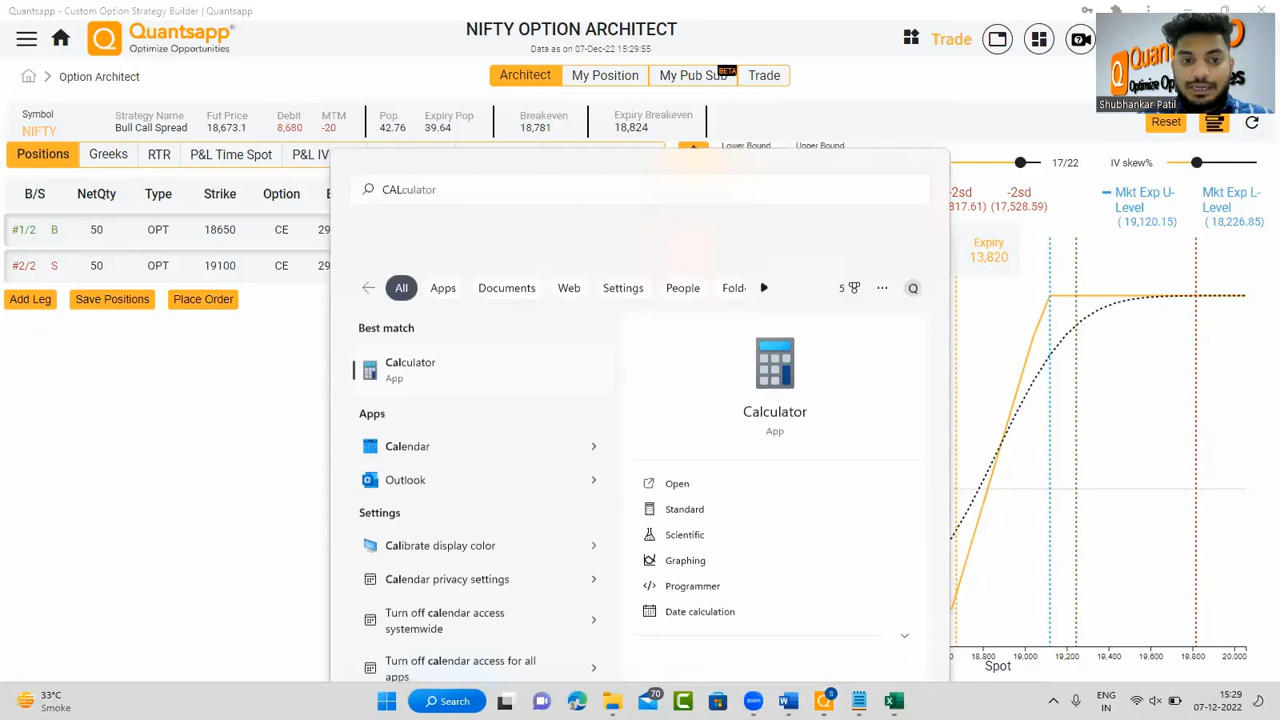 Quantsapp - Custom Option Strategy Builder | Quantsapp
Quantsapp
Optimize Opportunities
NIFTY OPTION ARCHITECT
Data as on 07-Dec-22 15:29:55
Trade
Option Architect
Architect
My Position
My Pub Sub
BETA
Trade
Shubhankar Patil
Symbol
NIFTY
Strategy Name
Bull Call Spread
Fut Price
18,673.1
Debit
8,680
MTM
-20
Pop
42.76
Expiry Pop
39.64
Breakeven
18,781
Expiry Breakeven
18,824
Reset
Positions
Greeks
RTR
P&L Time Spot
P&L IV
Lower Bound
Upper Bound
17/22
IV skew%
B/S
NetQty
Type
Strike
Option
#1/2 B 50 OPT 18650 CE 29
#2/2 S 50 OPT 19100 CE 29
Add Leg
Save Positions
Place Order
CALculator
All
Apps
Documents
Web
Settings
People
5
Q
Best match
Calculator
App
Apps
Calendar
Outlook
Settings
Calibrate display color
Calendar privacy settings
Turn off calendar access
systemwide
Turn off calendar access for all
apps
Calculator
App
Open
Standard
Scientific
Graphing
Programmer
Date calculation
-2sd
817.61)
-2sd
(17,528.59)
Mkt Exp U-
Level
( 19,120.15)
Mkt Exp L-
Level
( 18,226.85)
Expiry
13,820
18,800 19,000 19,200 19,400 19,600 19,800 20,000
Spot
33°C
Smoke
Search
70
S
ENG
IN
15:29
07-12-2022